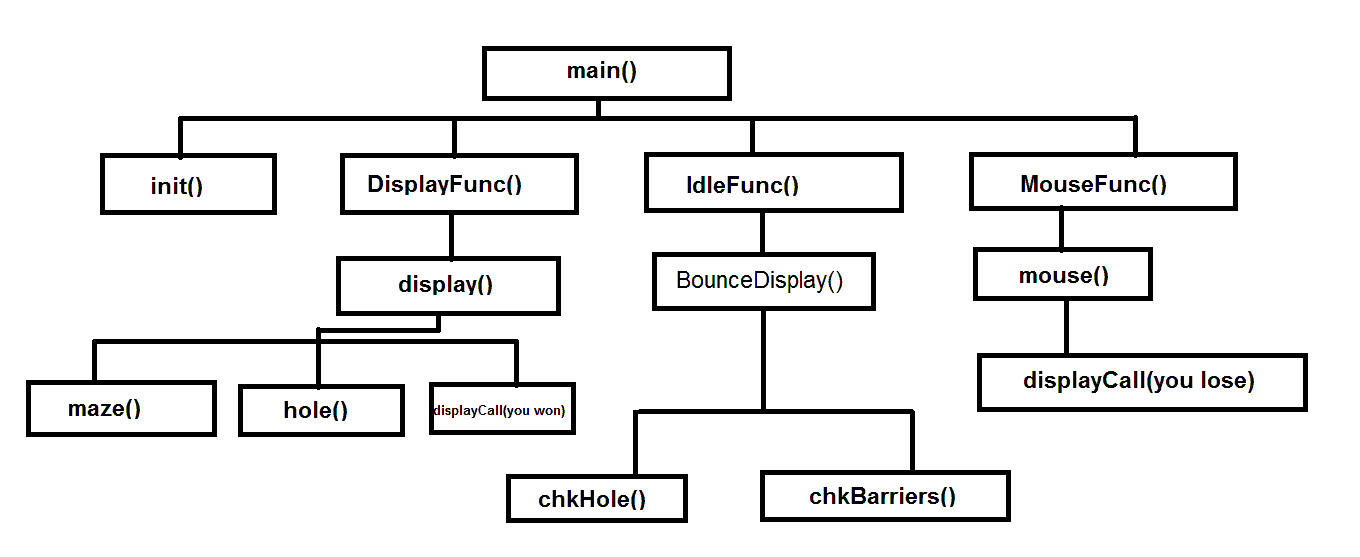 main()
init()
DisplayFunc()
IdleFunc()
MouseFunc()
display()
BounceDisplay()
mouse()
maze()
hole()
displayCall(you won)
displayCall(you lose)
chkHole()
chkBarriers()